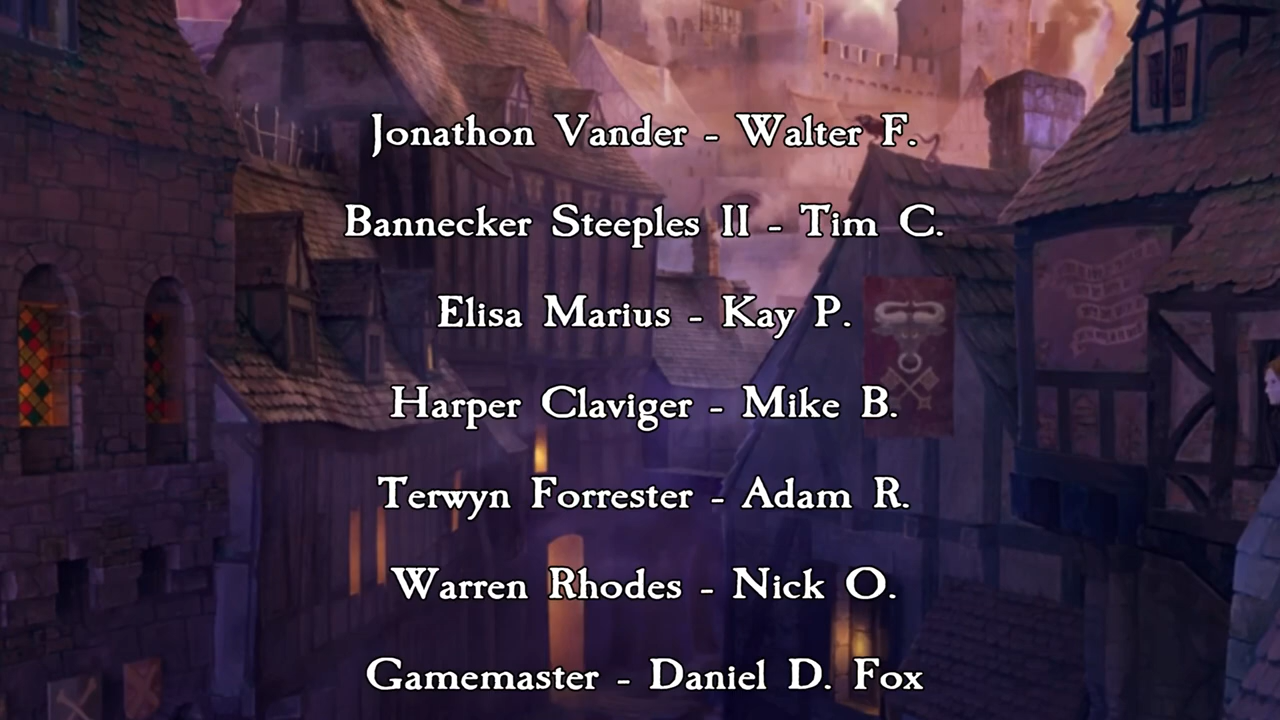 Jonathon Vander - Walter F.
Bannecker Steeples II - Tim C.
Elisa Marius - Kay P.
Harper Claviger - Mike B.
Terwyn Forrester - Adam R.
Warren Rhodes - Nick O.
Gamemaster - Daniel D. Fox